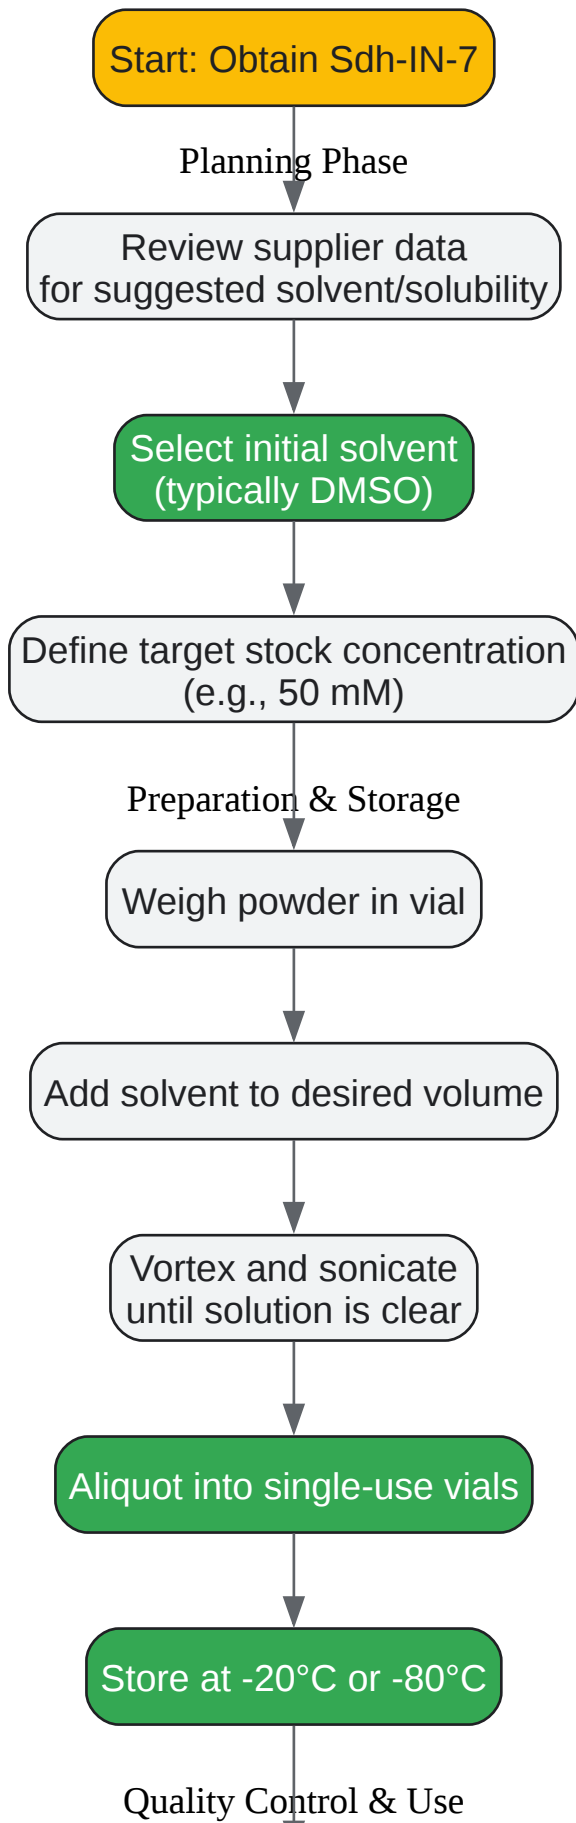 Start: Obtain Sdh-IN-7
Planning Phase
Review supplier data
for suggested solvent/solubility
Select initial solvent
(typically DMSO)
Define target stock concentration
(e.g., 50 mM)
Preparation & Storage
Weigh powder in vial
Add solvent to desired volume
Vortex and sonicate
until solution is clear
Aliquot into single-use vials
Store at -20°C or -80°C
Quality Control & Use